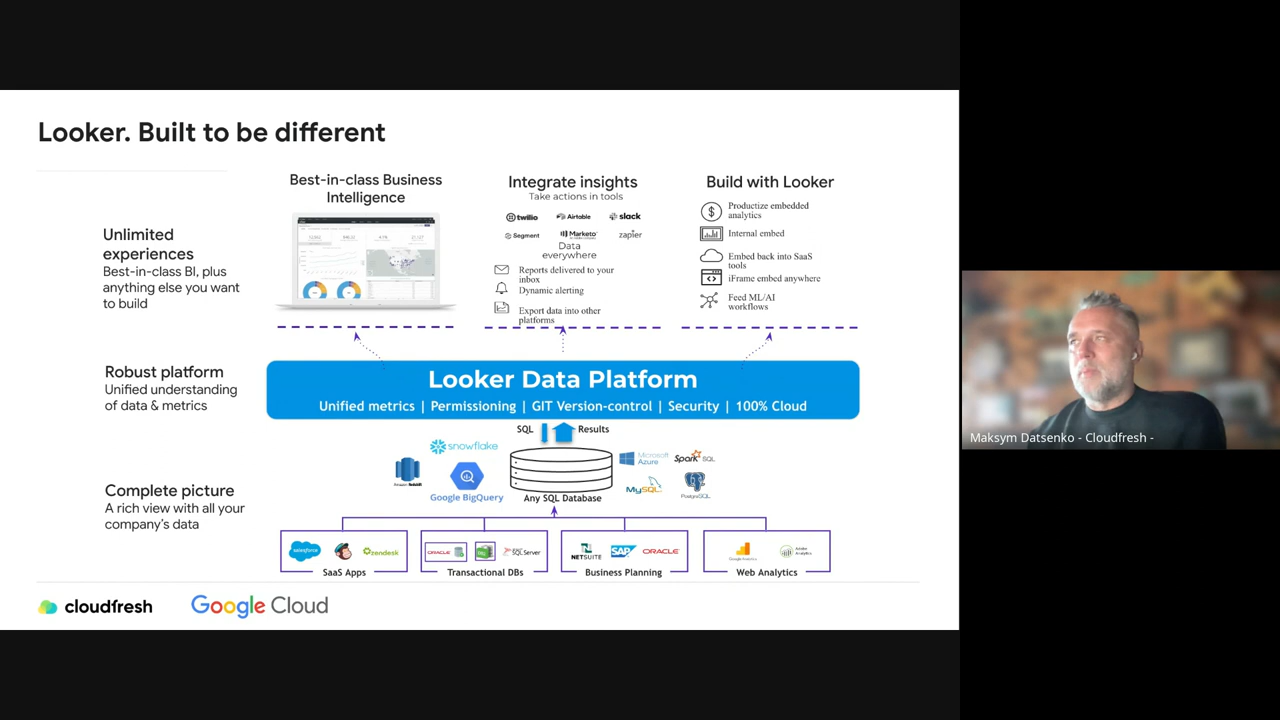 Looker. Built to be different
Best-in-class Business
Intelligence
Integrate insights
Take actions in tools
twilio
Airtable
slack
Segment
Marketo
zapier
Data
everywhere
Reports delivered to your
inbox
Dynamic alerting
Export data into other
platforms
Build with Looker
Productize embedded
analytics
Internal embed
Embed back into SaaS
tools
iFrame embed anywhere
Feed ML/AI
workflows
Unlimited
experiences
Best-in-class BI, plus
anything else you want
to build
Robust platform
Unified understanding
of data & metrics
Looker Data Platform
Unified metrics | Permissioning | GIT Version-control | Security | 100% Cloud
SQL
Results
snowflake
Google BigQuery
Any SQL Database
Microsoft
Azure
Spark SQL
MySQL
PostgreSQL
Complete picture
A rich view with all your
company's data
salesforce
zendesk
SaaS Apps
ORACLE
SQL Server
Transactional DBs
NETSUITE
SAP
ORACLE
Business Planning
Google Analytics
Adobe
Analytics
Web Analytics
cloudfresh
Google Cloud
Maksym Datsenko - Cloudfresh -